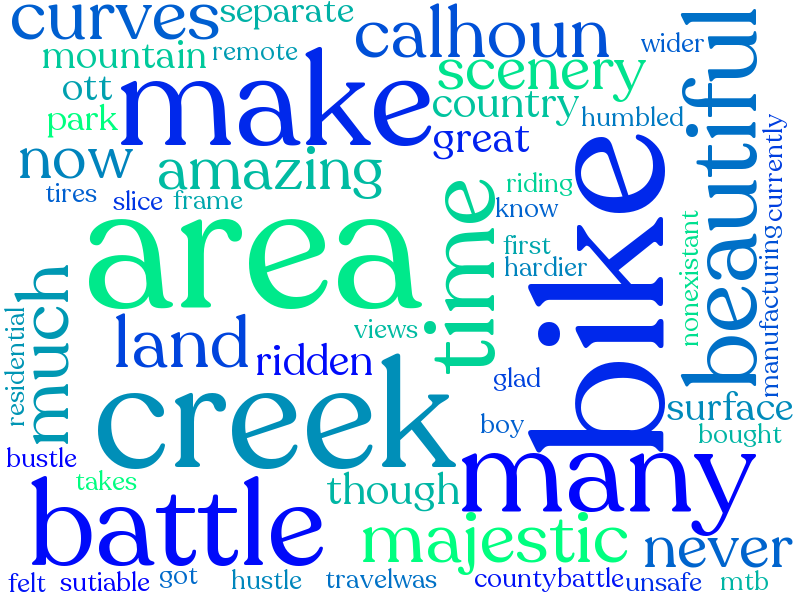 curves
separate
calhoun
wider
beautiful
mountain
remote
scenery
ott
make
country
park
great
humbled
now
amazing
bike
currently
tires
slice
frame
time
riding
know
area
first
hardier
nonexistant
manufacturing
much
residential
land
views
ridden
creek
glad
surface
boy
bought
bustle
many
takes
battle
though
majestic
never
felt
sutiable
got
hustle
travelwas
countybattle
unsafe
mtb